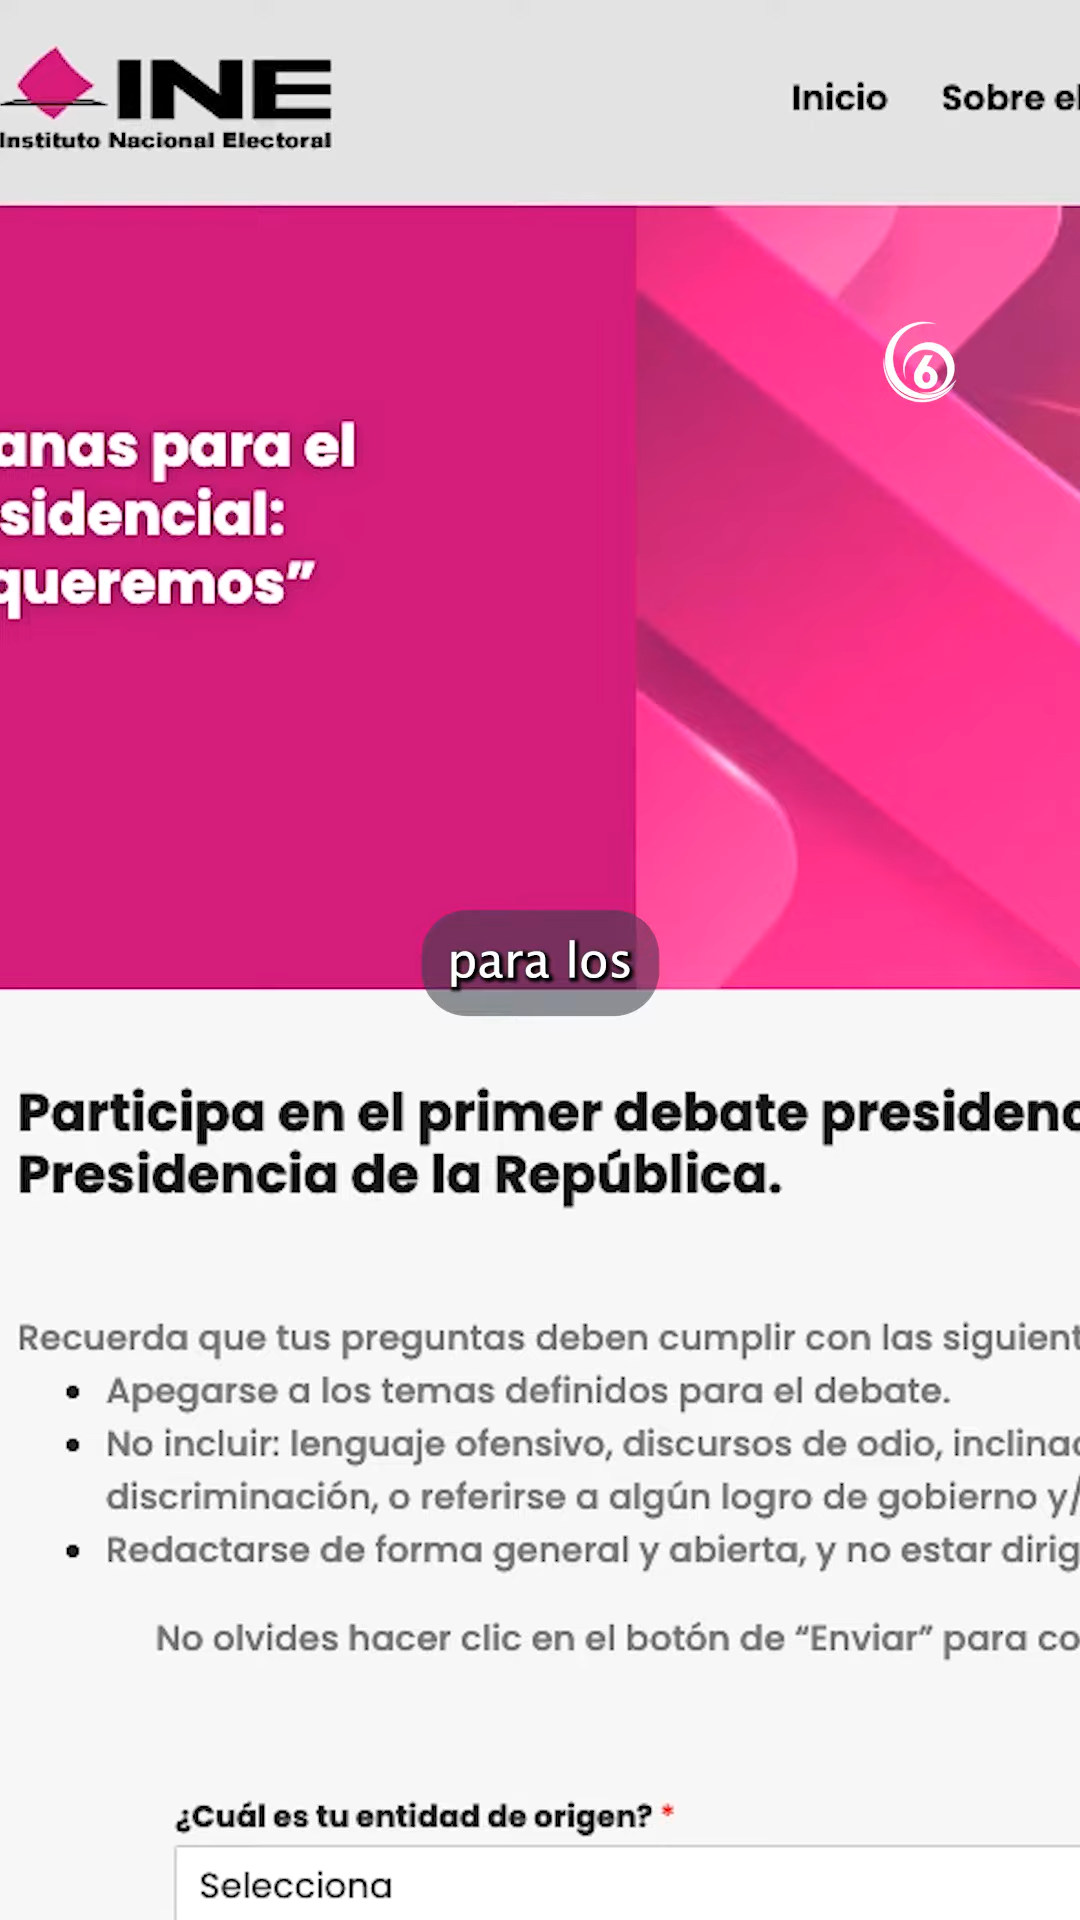 INE
Instituto Nacional Electoral
Inicio Sobre el
6
anas para el
sidencial:
queremos”
para los
Participa en el primer debate presidenc
Presidencia de la República.
Recuerda que tus preguntas deben cumplir con las siguient
• Apegarse a los temas definidos para el debate.
• No incluir: lenguaje ofensivo, discursos de odio, inclinac
discriminación, o referirse a algún logro de gobierno y/
• Redactarse de forma general y abierta, y no estar dirig
No olvides hacer clic en el botón de “Enviar” para co
¿Cuál es tu entidad de origen? *
Selecciona